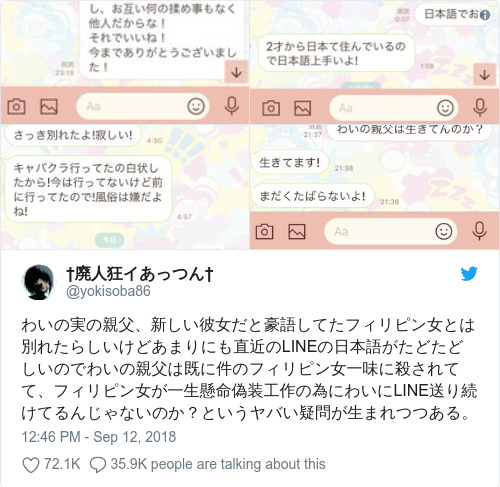 し、お互い何の揉め事もなく
他人だからな！
それでいいね！
今までありがとうございまし
た！
既読
23:16
Aa
既読
0:57
日本語でお
2才から日本て住んでいるの
で日本語上手いよ!
1:08
Aa
さっき別れたよ!寂しい!
4:50
キャバクラ行ってたの白状し
たから!今は行ってないけど前
に行ってたので!風俗は嫌だよ
ね!
4:57
今日
既読
21:37
わいの親父は生きてんのか？
生きてます!
21:38
まだくたばらないよ!
21:39
Aa
†廃人狂イあっつん†
@yokisoba86
わいの実の親父、新しい彼女だと豪語してたフィリピン女とは
別れたらしいけどあまりにも直近のLINEの日本語がたどたど
しいのでわいの親父は既に件のフィリピン女一味に殺されて
て、フィリピン女が一生懸命偽装工作の為にわいにLINE送り続
けてるんじゃないのか？というヤバい疑問が生まれつつある。
12:46 PM - Sep 12, 2018
72.1K
35.9K people are talking about this